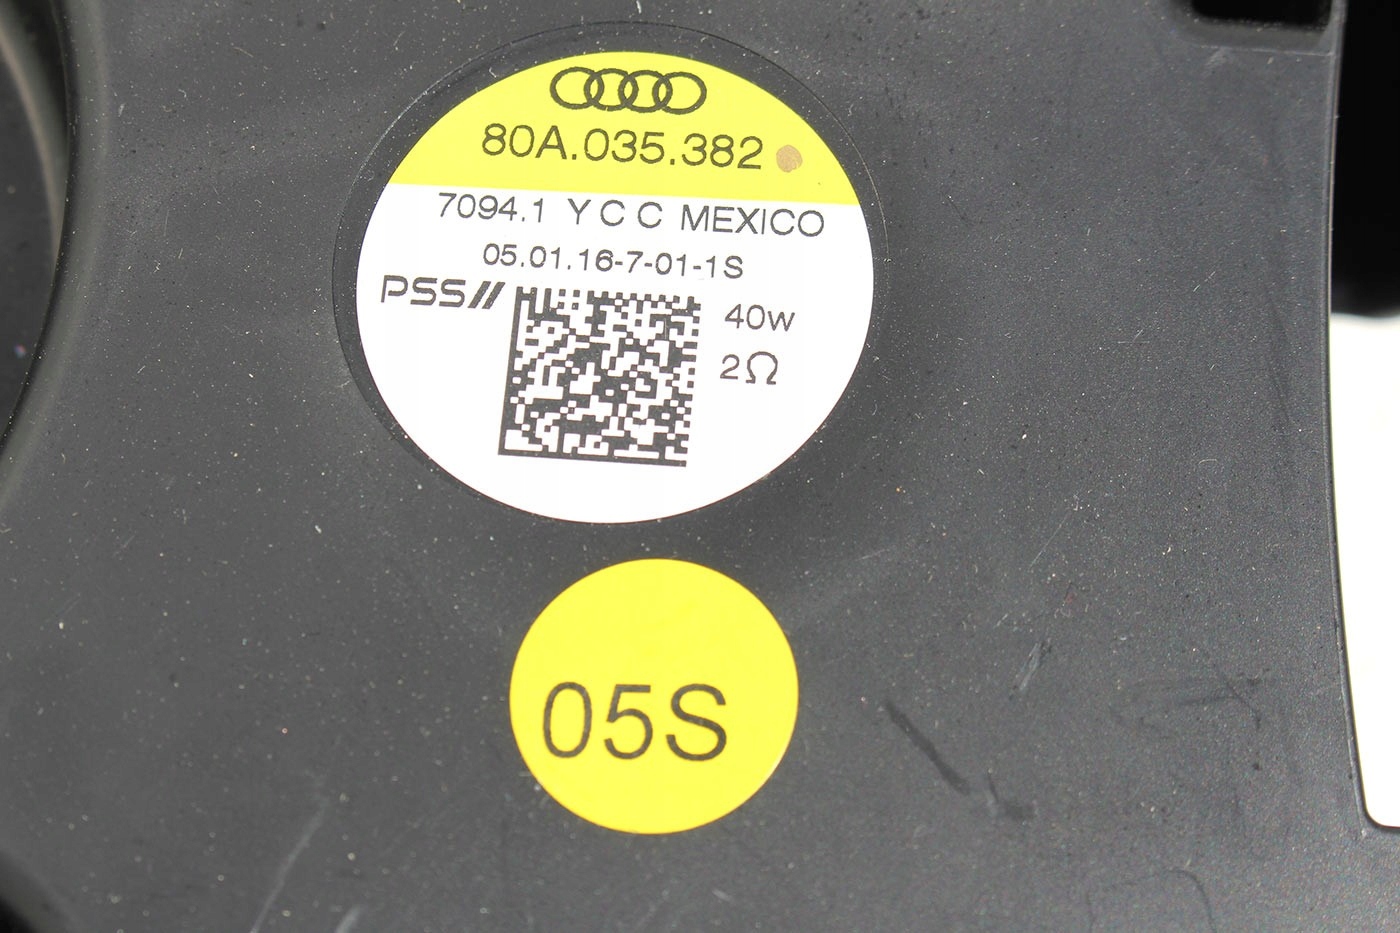 80A.035.382
7094.1 Y C C MEXICO
05.01.16-7-01-1S
PSS//
40w
2Ω
05S